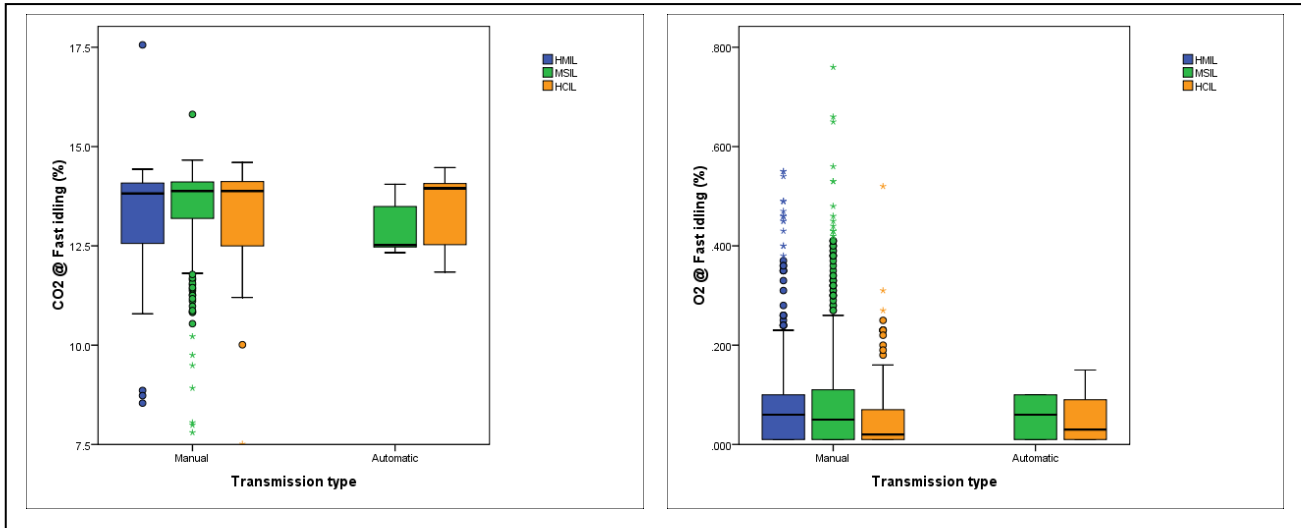 17.5
15.0
12.5
10.0
7.5
CO2 @ Fast idling (%)
Manual
Automatic
Transmission type
HMIL
MSIL
HCIL
.800
.600
.400
.200
.000
O2 @ Fast idling (%)
Manual
Automatic
Transmission type
HMIL
MSIL
HCIL